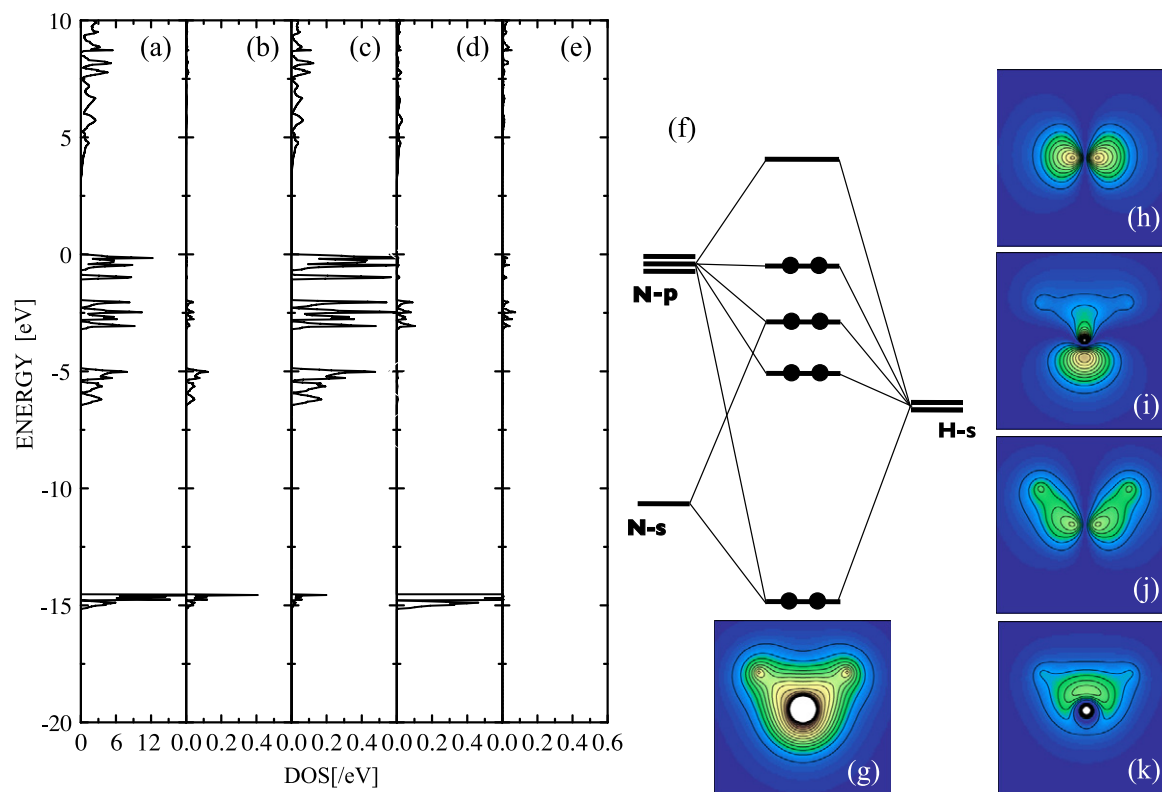 (a) (b) (c) (d) (e)
10
5
0
-5
-10
-15
-20
ENERGY [eV]
0 6 12 0.0 0.2 0.4 0.0 0.2 0.4 0.0 0.2 0.4 0.0 0.2 0.4 0.6
DOS[/eV]
(f)
N-p
H-s
N-s
(g)
(h)
(i)
(j)
(k)